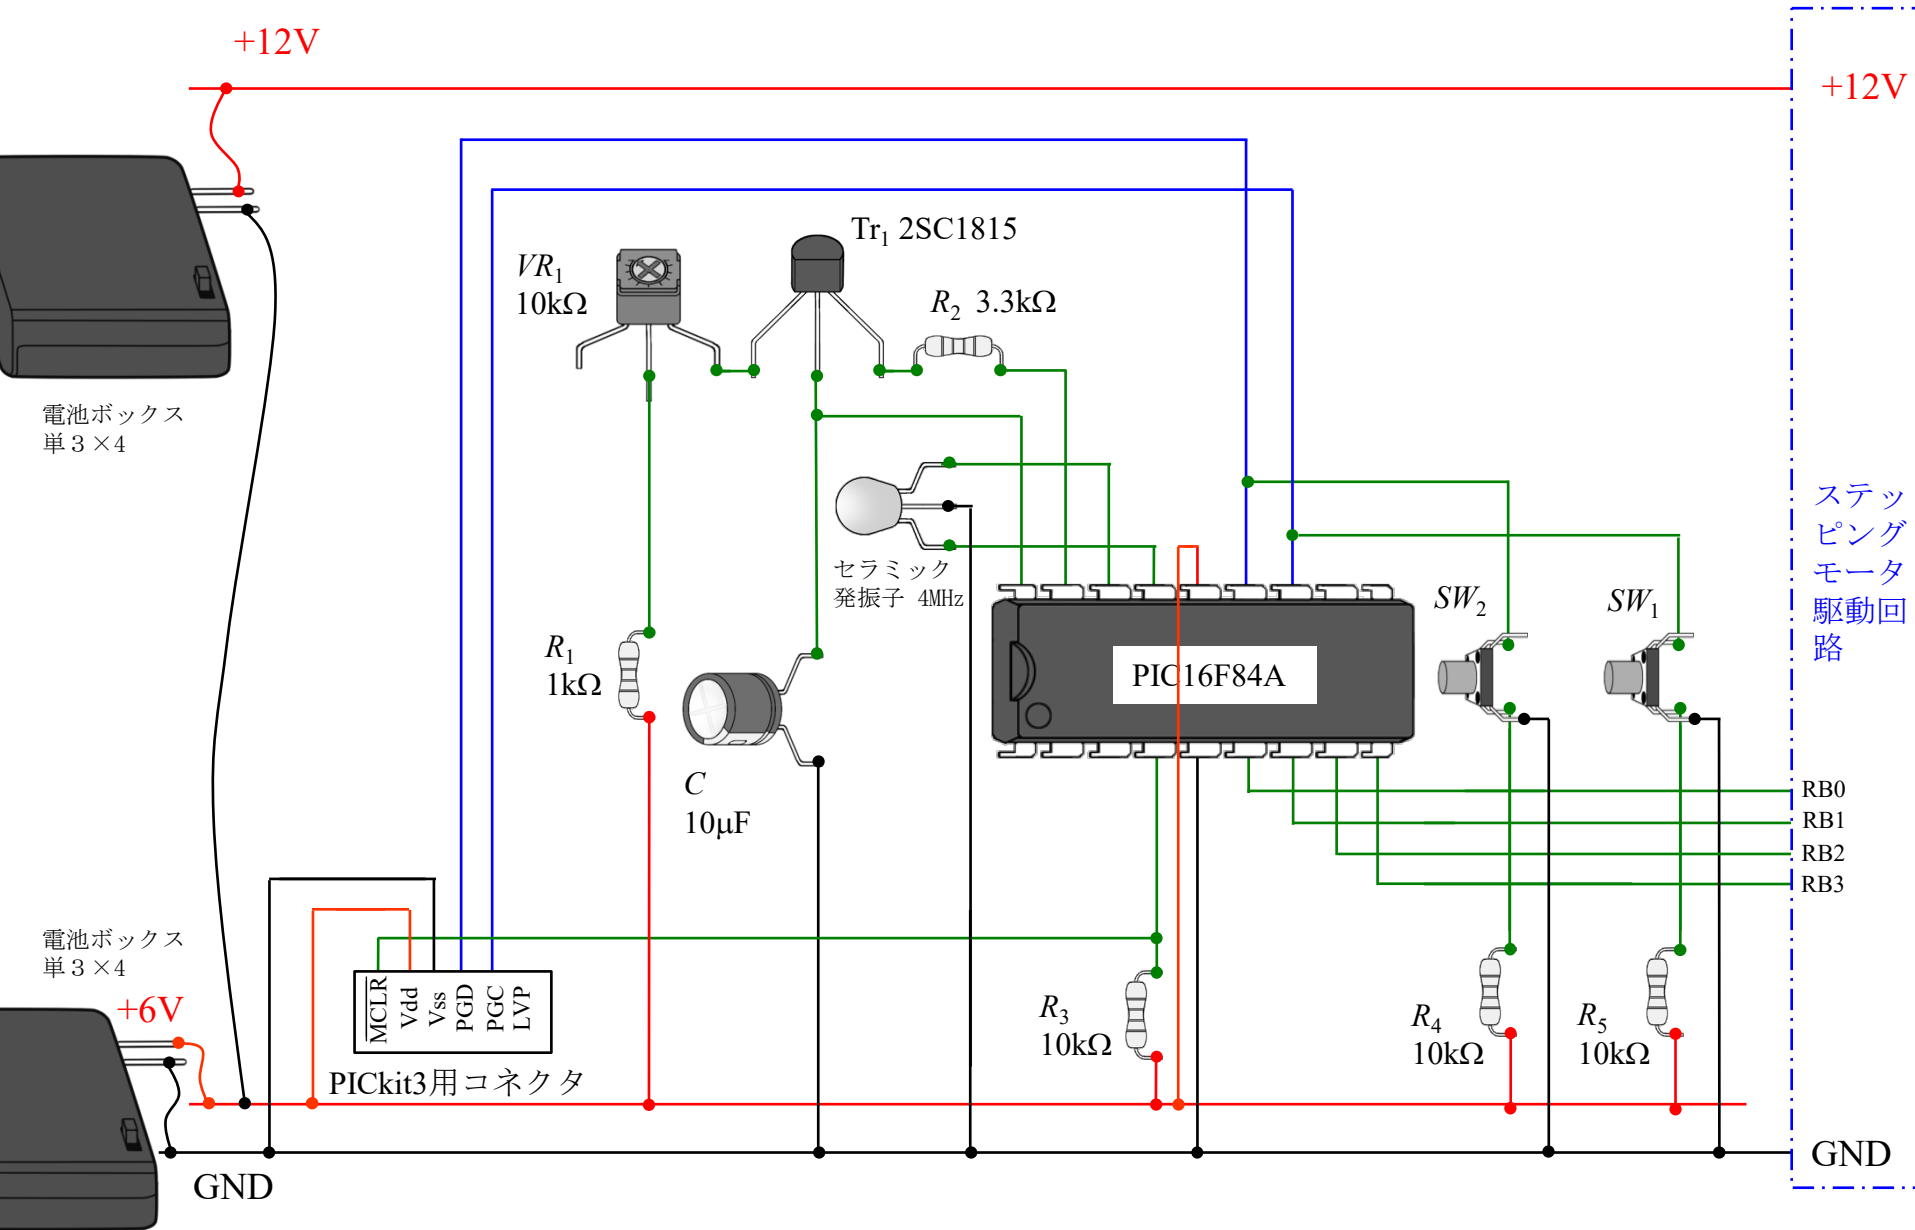 +12V
+12V
Tr1 2SC1815
VR1
10kΩ
R2 3.3kΩ
電池ボックス
単３×4
ステッ
ピング
モータ
駆動回
路
セラミック
発振子 4MHz
SW2
SW1
R1
1kΩ
PIC16F84A
C
10μF
RB0
RB1
RB2
RB3
電池ボックス
単３×4
+6V
MCLR
Vdd
Vss
PGD
PGC
LVP
R3
10kΩ
R4
10kΩ
R5
10kΩ
PICkit3用コネクタ
GND
GND